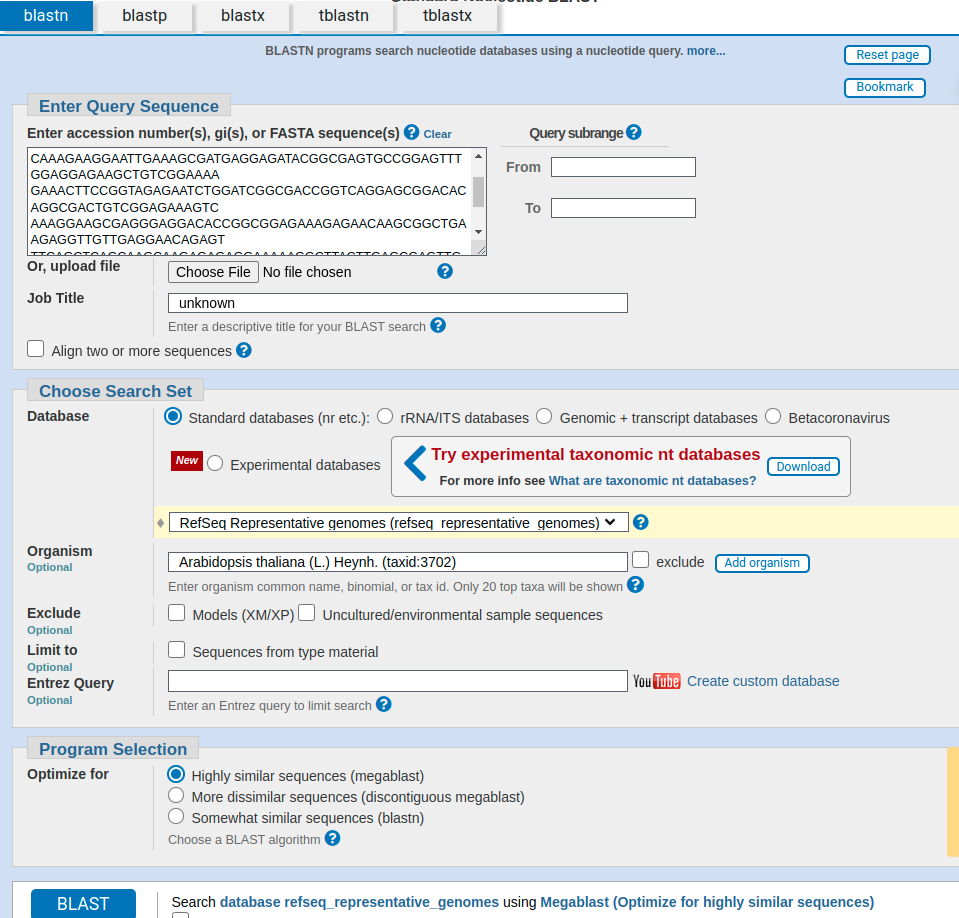 blastn blastp blastx tblastn tblastx
BLASTN programs search nucleotide databases using a nucleotide query. more...
Reset page
Bookmark
Enter Query Sequence
Enter accession number(s), gi(s), or FASTA sequence(s) ? Clear
Query subrange ?
CAAAGAAGGAATTGAAAGCGATGAGGAGATACGGCGAGTGCCGGAGTTT
GGAGGAGAAGCTGTCGGAAAA
GAAACTTCCGGTAGAGAATCTGGATCGGCGACCGGTCAGGAGCGGACAC
AGGCGACTGTCGGAGAAAGTC
AAAGGAAGCGAGGGAGGACACCGGCGGAGAAAGAGAACAAGCGGCTGA
AGAGGTTGTTGAGGAACAGAGT
From
To
Or, upload file
Choose File No file chosen ?
Job Title
unknown
Enter a descriptive title for your BLAST search ?
Align two or more sequences ?
Choose Search Set
Database
Standard databases (nr etc.): rRNA/ITS databases Genomic + transcript databases Betacoronavirus
New Experimental databases
Try experimental taxonomic nt databases
For more info see What are taxonomic nt databases?
Download
RefSeq Representative genomes (refseq_representative_genomes) ?
Organism
Optional
Arabidopsis thaliana (L.) Heynh. (taxid:3702) exclude Add organism
Enter organism common name, binomial, or tax id. Only 20 top taxa will be shown ?
Exclude
Optional
Models (XM/XP) Uncultured/environmental sample sequences
Limit to
Optional
Sequences from type material
Entrez Query
Optional
YouTube Create custom database
Enter an Entrez query to limit search ?
Program Selection
Optimize for
Highly similar sequences (megablast)
More dissimilar sequences (discontiguous megablast)
Somewhat similar sequences (blastn)
Choose a BLAST algorithm ?
BLAST
Search database refseq_representative_genomes using Megablast (Optimize for highly similar sequences)